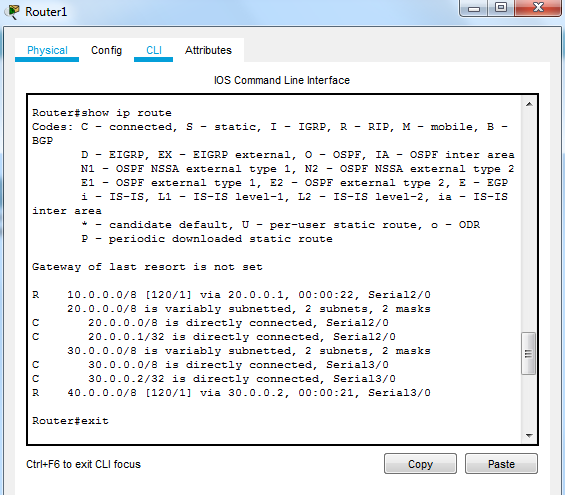 Router1
Physical Config CLI Attributes
IOS Command Line Interface
Router#show ip route
Codes: C - connected, S - static, I - IGRP, R - RIP, M - mobile, B -
BGP
       D - EIGRP, EX - EIGRP external, O - OSPF, IA - OSPF inter area
       N1 - OSPF NSSA external type 1, N2 - OSPF NSSA external type 2
       E1 - OSPF external type 1, E2 - OSPF external type 2, E - EGP
       i - IS-IS, L1 - IS-IS level-1, L2 - IS-IS level-2, ia - IS-IS
inter area
       * - candidate default, U - per-user static route, o - ODR
       P - periodic downloaded static route
Gateway of last resort is not set
R    10.0.0.0/8 [120/1] via 20.0.0.1, 00:00:22, Serial2/0
     20.0.0.0/8 is variably subnetted, 2 subnets, 2 masks
C       20.0.0.0/8 is directly connected, Serial2/0
C       20.0.0.1/32 is directly connected, Serial2/0
     30.0.0.0/8 is variably subnetted, 2 subnets, 2 masks
C       30.0.0.0/8 is directly connected, Serial3/0
C       30.0.0.2/32 is directly connected, Serial3/0
R    40.0.0.0/8 [120/1] via 30.0.0.2, 00:00:21, Serial3/0
Router#exit
Ctrl+F6 to exit CLI focus
Copy Paste